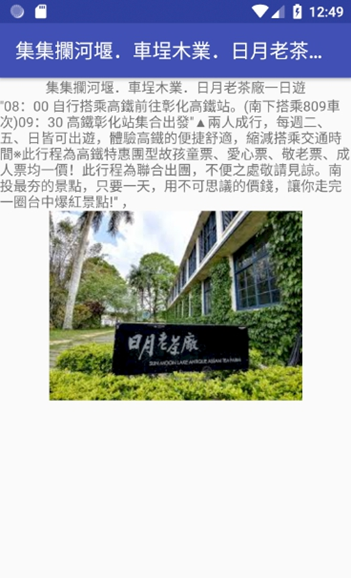 12:49
集集攔河堰．車埕木業．日月老茶...
集集攔河堰．車埕木業．日月老茶廠一日遊
"08：00 自行搭乘高鐵前往彰化高鐵站。(南下搭乘809車
次)09：30 高鐵彰化站集合出發"▲兩人成行，每週二、
五、日皆可出遊，體驗高鐵的便捷舒適，縮減搭乘交通時
間※此行程為高鐵特惠團型故孩童票、愛心票、敬老票、成
人票均一價！此行程為聯合出團，不便之處敬請見諒。南
投最夯的景點，只要一天，用不可思議的價錢，讓你走完
一圈台中爆紅景點!" ,
日月老茶廠
SUN MOON LAKE ANTIQUE ASSAM TEA FARM